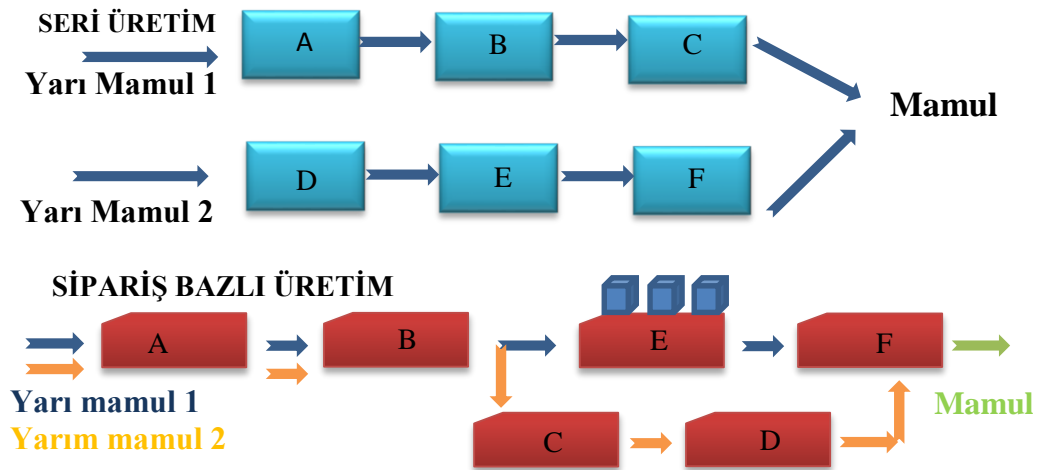 SERİ ÜRETİM
A
B
C
Yarı Mamul 1
Mamul
D
E
F
Yarı Mamul 2
SİPARİŞ BAZLI ÜRETİM
A
B
E
F
Yarı mamul 1
Mamul
Yarım mamul 2
C
D